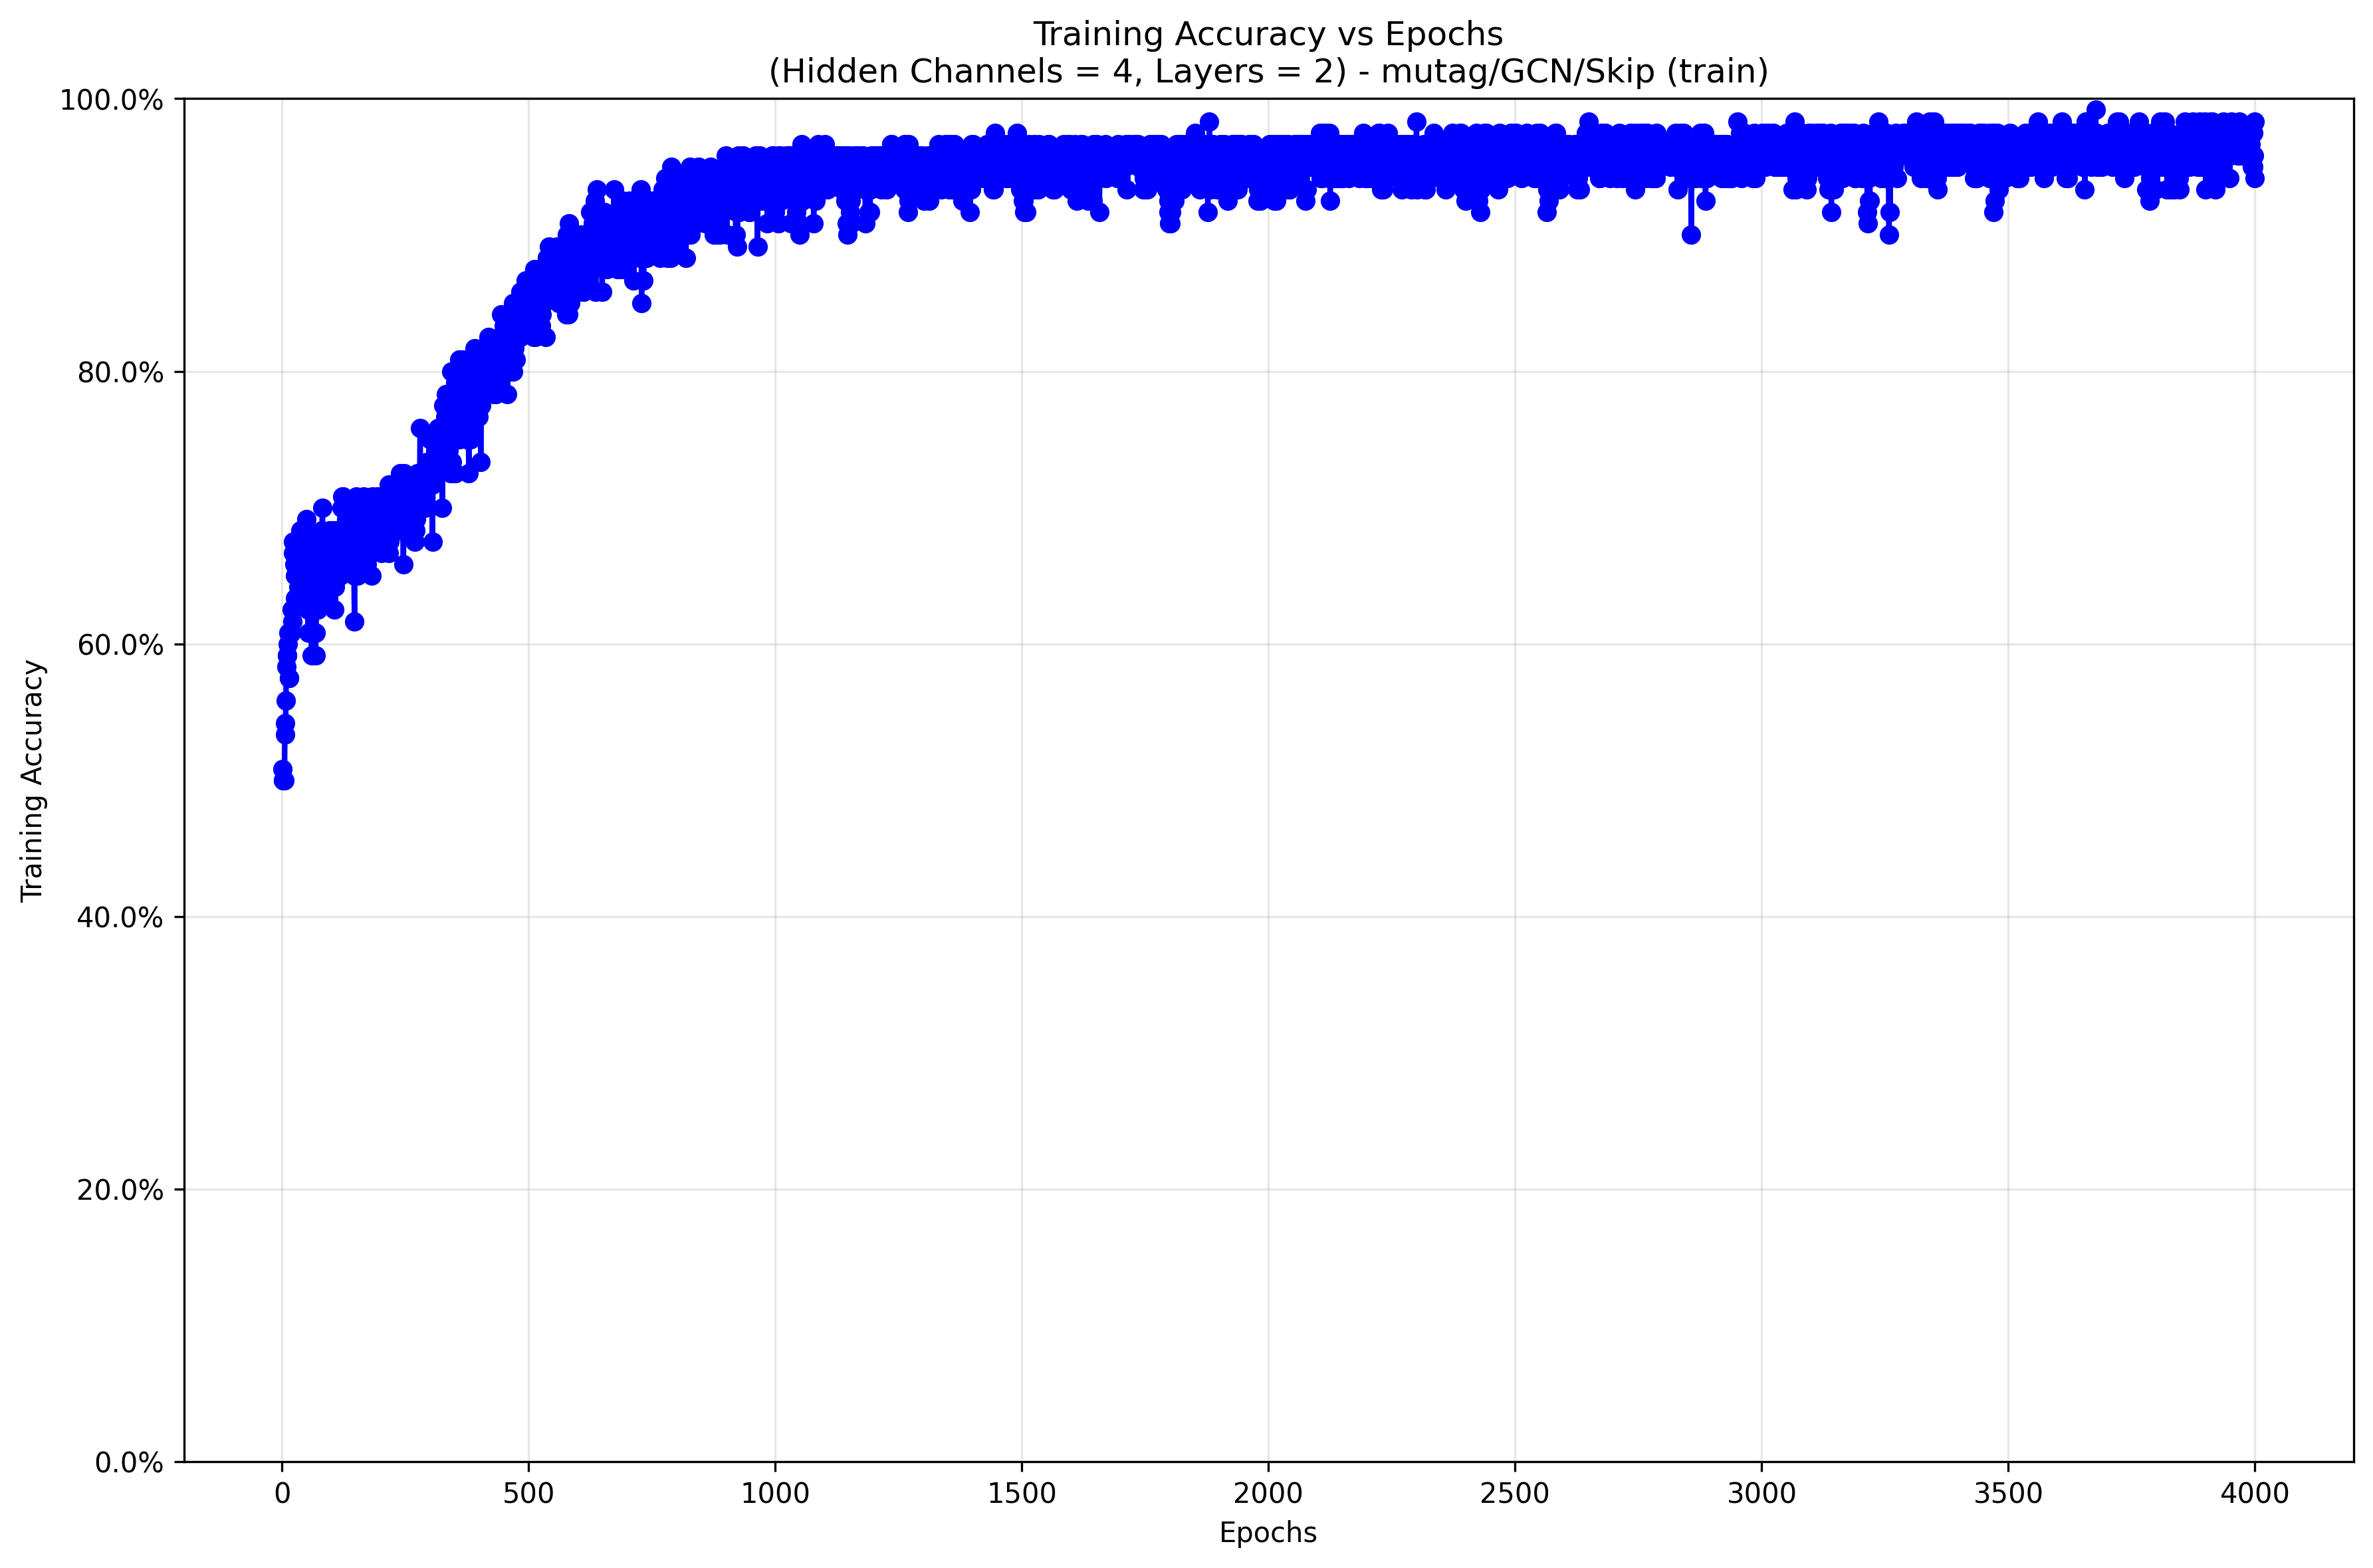 Training Accuracy vs Epochs
(Hidden Channels = 4, Layers = 2) - mutag/GCN/Skip (train)
100.0%
80.0%
60.0%
40.0%
20.0%
0.0%
Training Accuracy
0 500 1000 1500 2000 2500 3000 3500 4000
Epochs